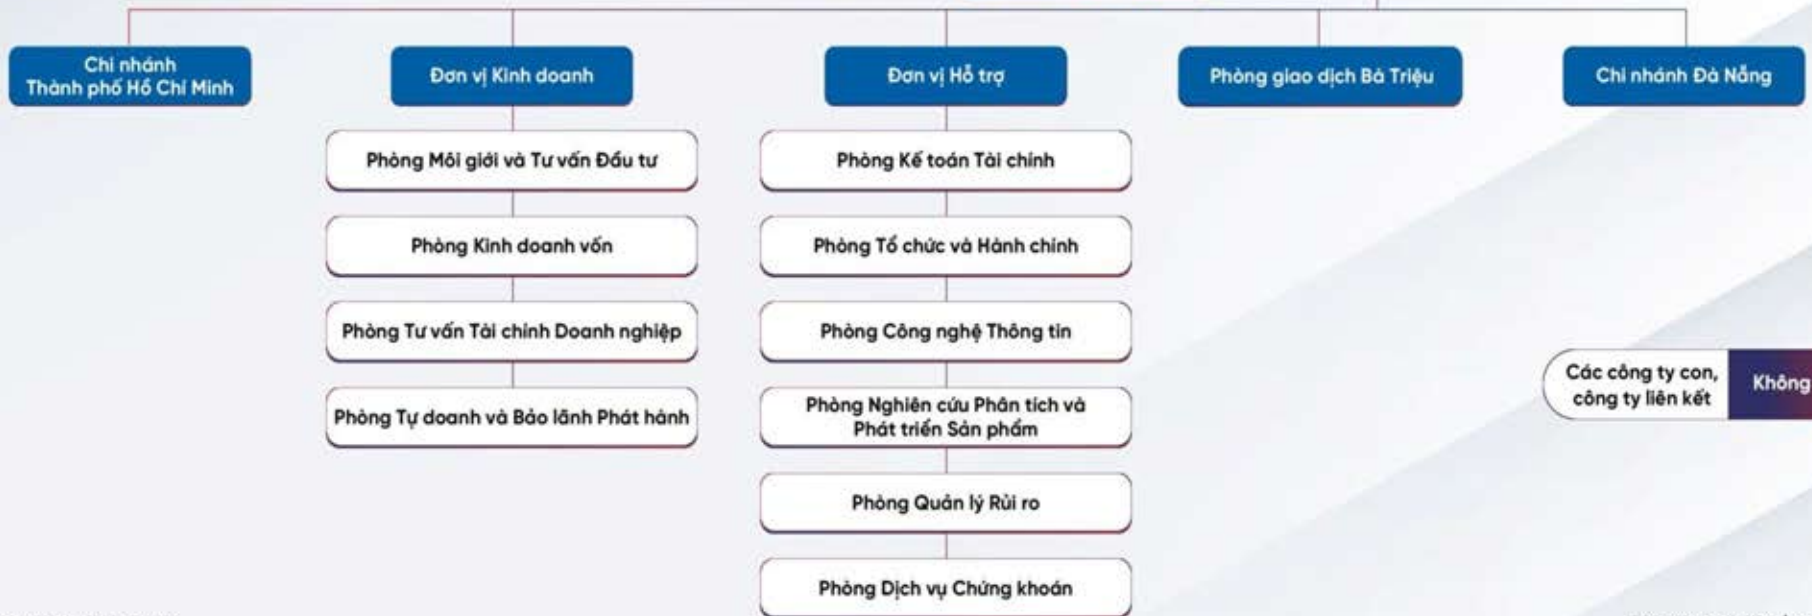 Chi nhánh
Thành phố Hồ Chí Minh
Đơn vị Kinh doanh
Đơn vị Hỗ trợ
Phòng giao dịch Bà Triệu
Chi nhánh Đà Nẵng
Phòng Môi giới và Tư vấn Đầu tư
Phòng Kinh doanh vốn
Phòng Tư vấn Tài chính Doanh nghiệp
Phòng Tự doanh và Bảo lãnh Phát hành
Phòng Kế toán Tài chính
Phòng Tổ chức và Hành chính
Phòng Công nghệ Thông tin
Phòng Nghiên cứu Phân tích và
Phát triển Sản phẩm
Phòng Quản lý Rủi ro
Phòng Dịch vụ Chứng khoán
Các công ty con,
công ty liên kết
Không